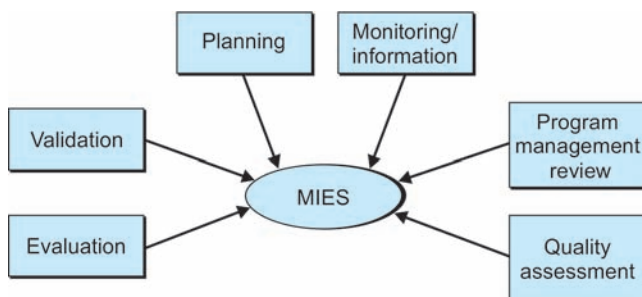 Planning
Monitoring/
information
Validation
Program
management
review
MIES
Evaluation
Quality
assessment